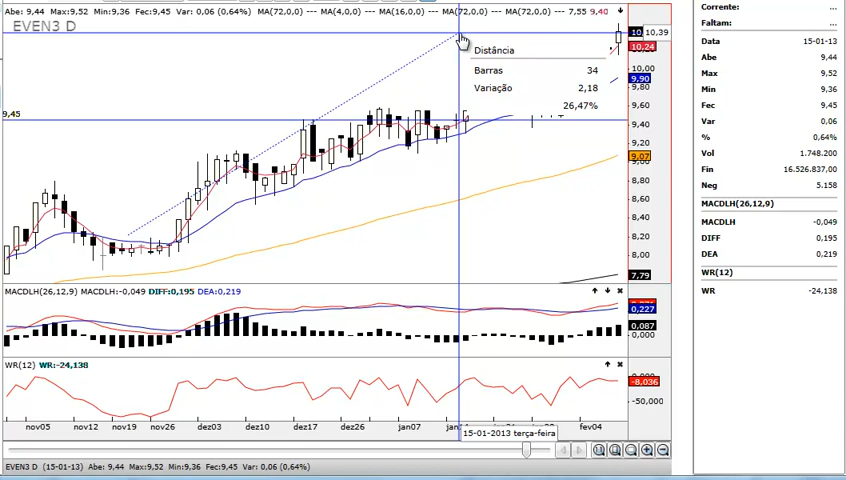 Abe: 9,44 Max:9,52 Min:9,36 Fec:9,45 Var: 0,06 (0,64%) MA(72,0,0) --- MA(4,0,0) --- MA(16,0,0) --- MA(72,0,0) --- MA(72,0,0) --- 7,55 9,40
EVEN3 D
10,39
10,24
10,00
9,90
9,80
9,60
9,45
9,40
9,20
9,07
8,80
8,60
8,40
8,20
8,00
7,79
Distância
Barras 34
Variação 2,18
26,47%
MACDLH(26,12,9) MACDLH:-0,049 DIFF:0,195 DEA:0,219
0,227
0,087
0,000
WR(12) WR:-24,138
-8,036
-50,000
nov05 nov12 nov19 nov26 dez03 dez10 dez17 dez26 jan07 fev04
15-01-2013 terça-feira
EVEN3 D (15-01-13) Abe: 9,44 Max:9,52 Min:9,36 Fec:9,45 Var: 0,06 (0,64%)
Corrente: ...
Faltam: ...
Data 15-01-13
Abe 9,44
Max 9,52
Min 9,36
Fec 9,45
Var 0,06
% 0,64%
Vol 1.748.200
Fin 16.526.837,00
Neg 5.158
MACDLH(26,12,9)
MACDLH -0,049
DIFF 0,195
DEA 0,219
WR(12)
WR -24,138